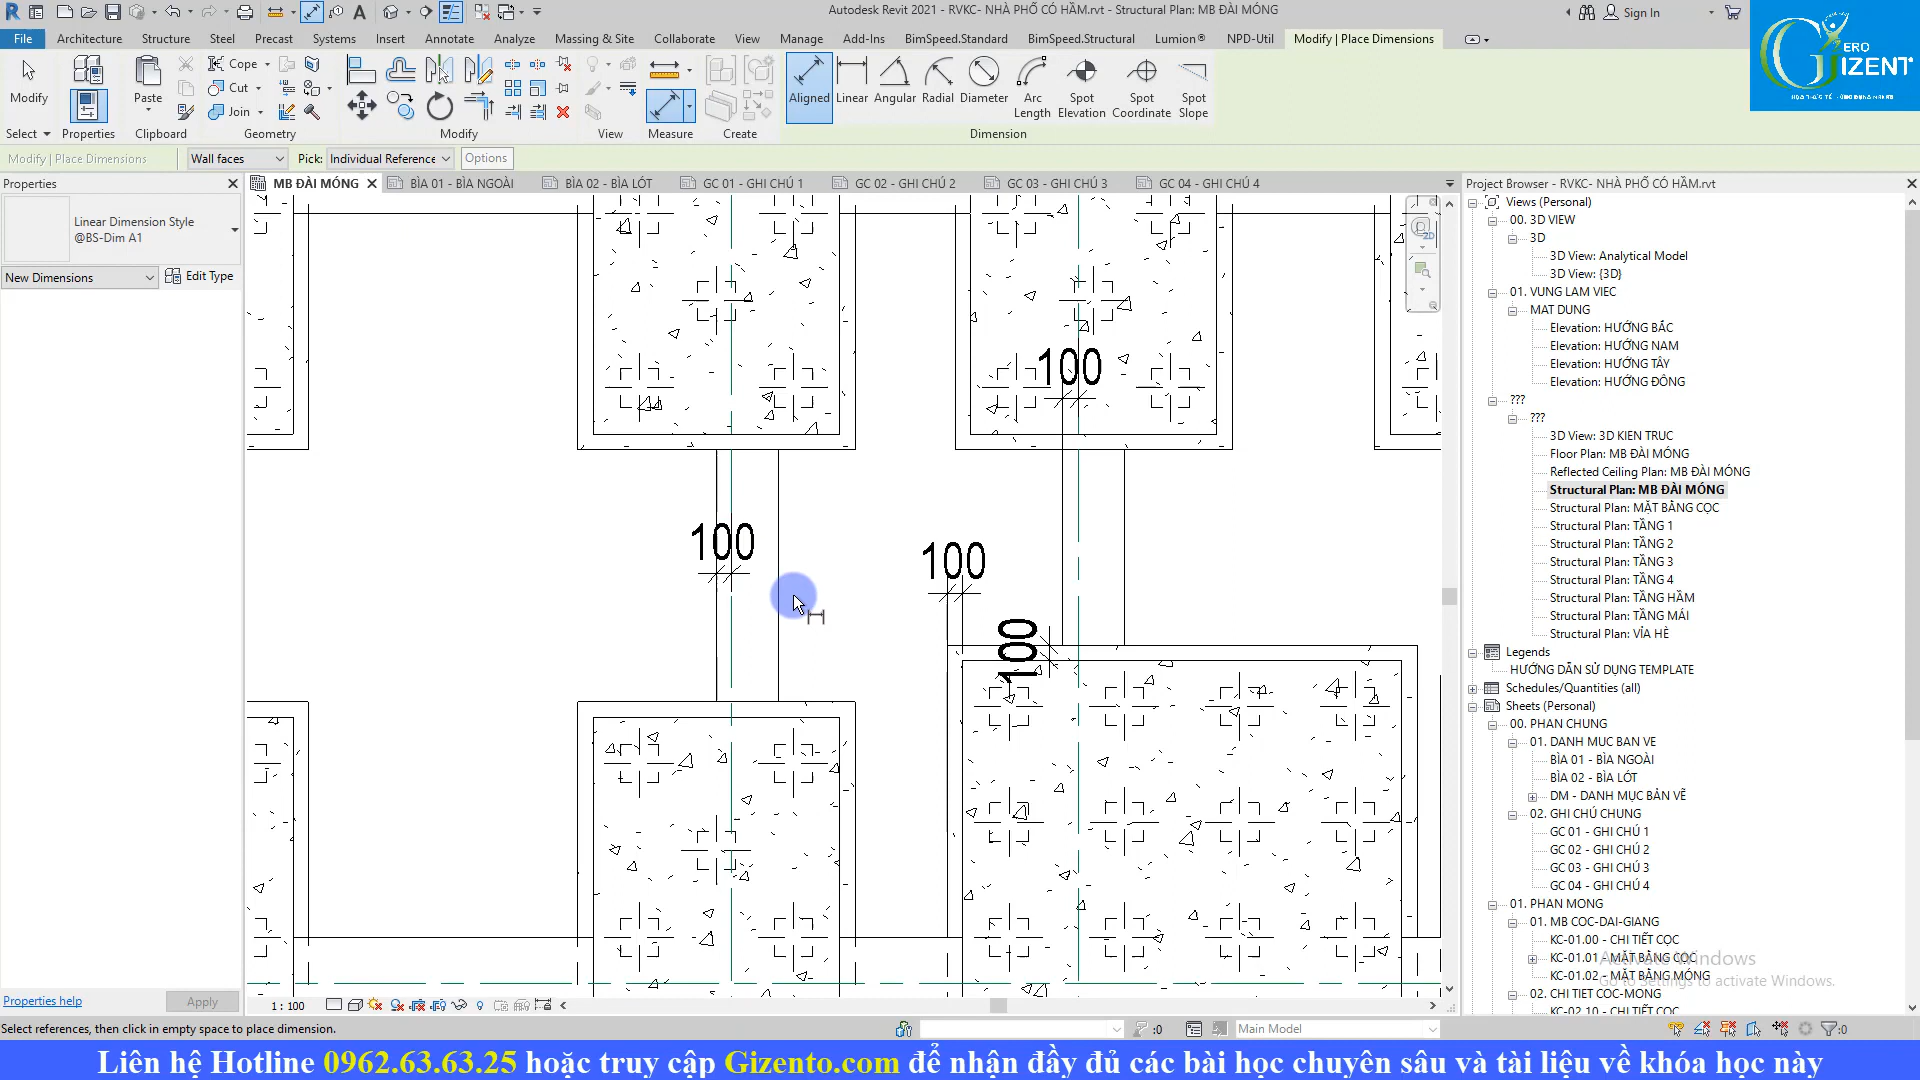 Autodesk Revit 2021 - RVKC- NHÀ PHỐ CÓ HẦM.rvt - Structural Plan: MB ĐÀI MÓNG
Sign In
File Architecture Structure Steel Precast Systems Insert Annotate Analyze Massing & Site Collaborate View Manage Add-Ins BimSpeed.Standard BimSpeed.Structural Lumion® NPD-Util Modify | Place Dimensions
ERO
GIZENT
Modify Paste Cope Cut Join
Aligned Linear Angular Radial Diameter Arc Length Spot Elevation Spot Coordinate Spot Slope
Select Properties Clipboard Geometry Modify View Measure Create Dimension
Modify | Place Dimensions Wall faces Pick: Individual Reference Options
Properties
MB ĐÀI MÓNG BÌA 01 - BÌA NGOÀI BÌA 02 - BÌA LÓT GC 01 - GHI CHÚ 1 GC 02 - GHI CHÚ 2 GC 03 - GHI CHÚ 3 GC 04 - GHI CHÚ 4
Project Browser - RVKC- NHÀ PHỐ CÓ HẦM.rvt
Linear Dimension Style
@BS-Dim A1
New Dimensions Edit Type
2D
100
100
100
100
Views (Personal)
00. 3D VIEW
3D
3D View: Analytical Model
3D View: {3D}
01. VUNG LAM VIEC
MAT DUNG
Elevation: HƯỚNG BẮC
Elevation: HƯỚNG NAM
Elevation: HƯỚNG TÂY
Elevation: HƯỚNG ĐÔNG
???
???
3D View: 3D KIEN TRUC
Floor Plan: MB ĐÀI MÓNG
Reflected Ceiling Plan: MB ĐÀI MÓNG
Structural Plan: MB ĐÀI MÓNG
Structural Plan: MẶT BẰNG CỌC
Structural Plan: TẦNG 1
Structural Plan: TẦNG 2
Structural Plan: TẦNG 3
Structural Plan: TẦNG 4
Structural Plan: TẦNG HẦM
Structural Plan: TẦNG MÁI
Structural Plan: VỈA HÈ
Legends
HƯỚNG DẪN SỬ DỤNG TEMPLATE
Schedules/Quantities (all)
Sheets (Personal)
00. PHAN CHUNG
01. DANH MUC BAN VE
BÌA 01 - BÌA NGOÀI
BÌA 02 - BÌA LÓT
DM - DANH MỤC BẢN VẼ
02. GHI CHÚ CHUNG
GC 01 - GHI CHÚ 1
GC 02 - GHI CHÚ 2
GC 03 - GHI CHÚ 3
GC 04 - GHI CHÚ 4
01. PHAN MONG
01. MB COC-DAI-GIANG
KC-01.00 - CHI TIẾT CỌC
KC-01.01 - MẶT BẰNG CỌC
KC-01.02 - MẶT BẰNG MÓNG
02. CHI TIET COC-MONG
Activate Windows
Go to Settings to activate Windows.
Properties help Apply
1 : 100
Select references, then click in empty space to place dimension.
:0 Main Model :0
Liên hệ Hotline 0962.63.63.25 hoặc truy cập Gizento.com để nhận đầy đủ các bài học chuyên sâu và tài liệu về khóa học này